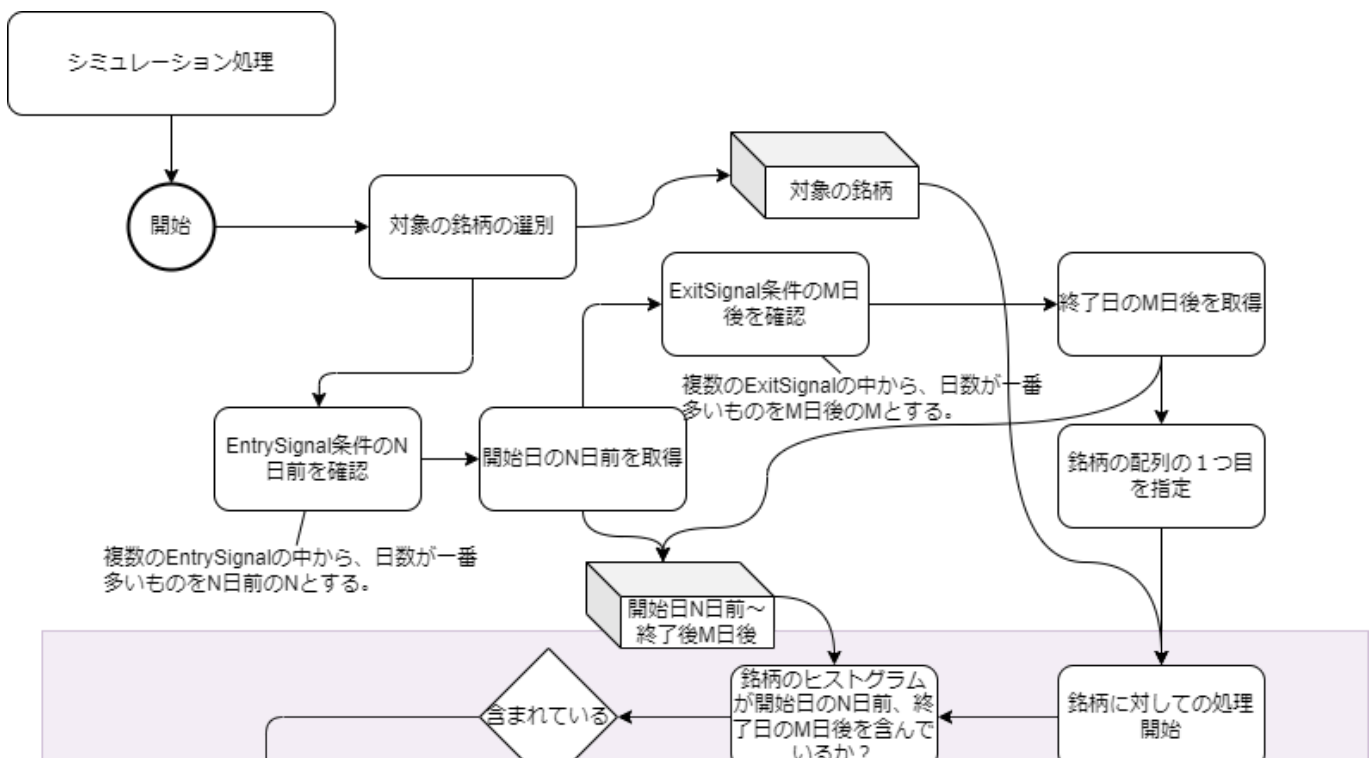 シミュレーション処理
開始
対象の銘柄の選別
対象の銘柄
ExitSignal条件のM日
後を確認
終了日のM日後を取得
複数のExitSignalの中から、日数が一番
多いものをM日後のMとする。
EntrySignal条件のN
日前を確認
開始日のN日前を取得
銘柄の配列の１つ目
を指定
複数のEntrySignalの中から、日数が一番
多いものをN日前のNとする。
開始日N日前～
終了後M日後
含まれている
銘柄のヒストグラム
が開始日のN日前、終
了日のM日後を含んで
いるか？
銘柄に対しての処理
開始